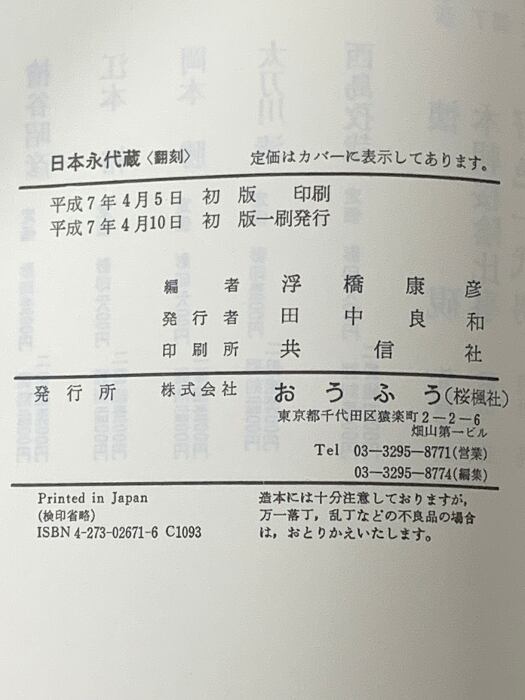 日本永代蔵〈翻刻〉 定価はカバーに表示してあります。
平成7年4月5日 初 版 印刷
平成7年4月10日 初 版一刷発行
編 者 浮 橋 康 彦
発 行 者 田 中 良 和
印 刷 所 共 信 社
発 行 所 株式会社 お う ふ う(桜楓社)
東京都千代田区猿楽町2―2―6
畑山第一ビル
Tel 03―3295―8771(営業)
03―3295―8774(編集)
Printed in Japan
(検印省略)
ISBN4-273-02671-6 C1093
造本には十分注意しておりますが,
万一落丁,乱丁などの不良品の場合
は,おとりかえいたします。